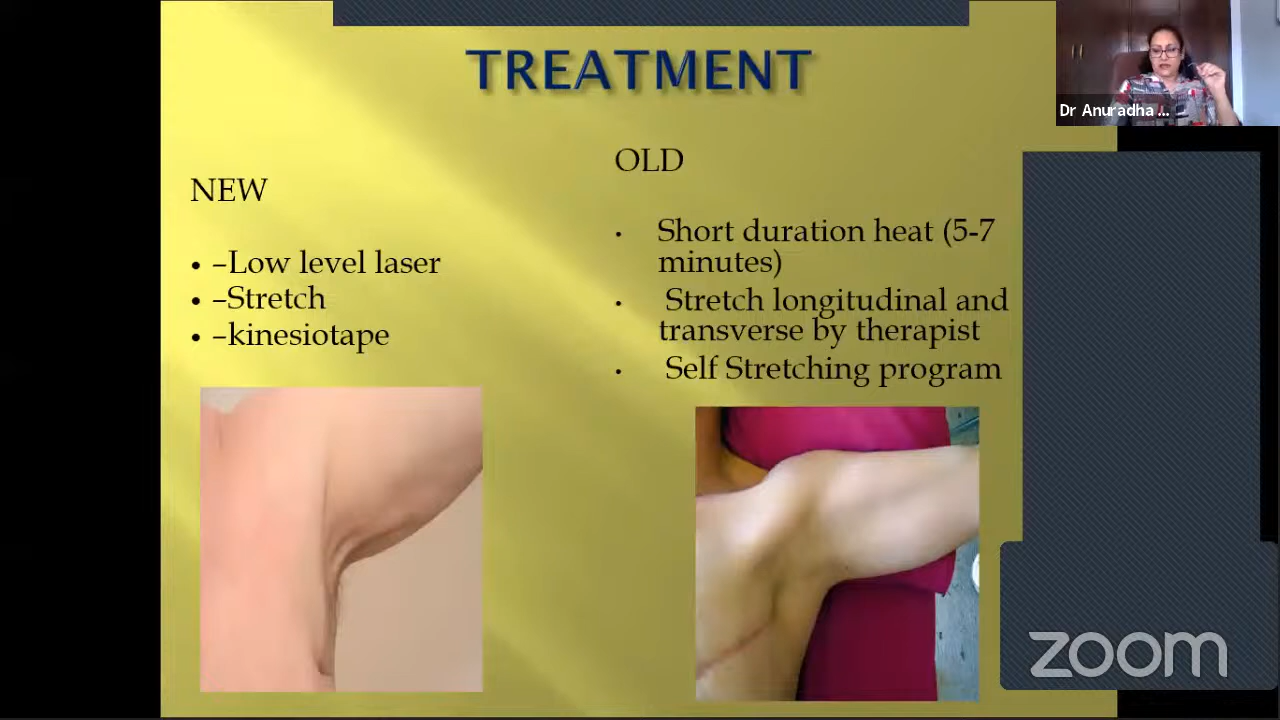 TREATMENT
NEW
• –Low level laser
• –Stretch
• –kinesiotape
OLD
• Short duration heat (5-7
minutes)
• Stretch longitudinal and
transverse by therapist
• Self Stretching program
Dr Anuradha ...
zoom